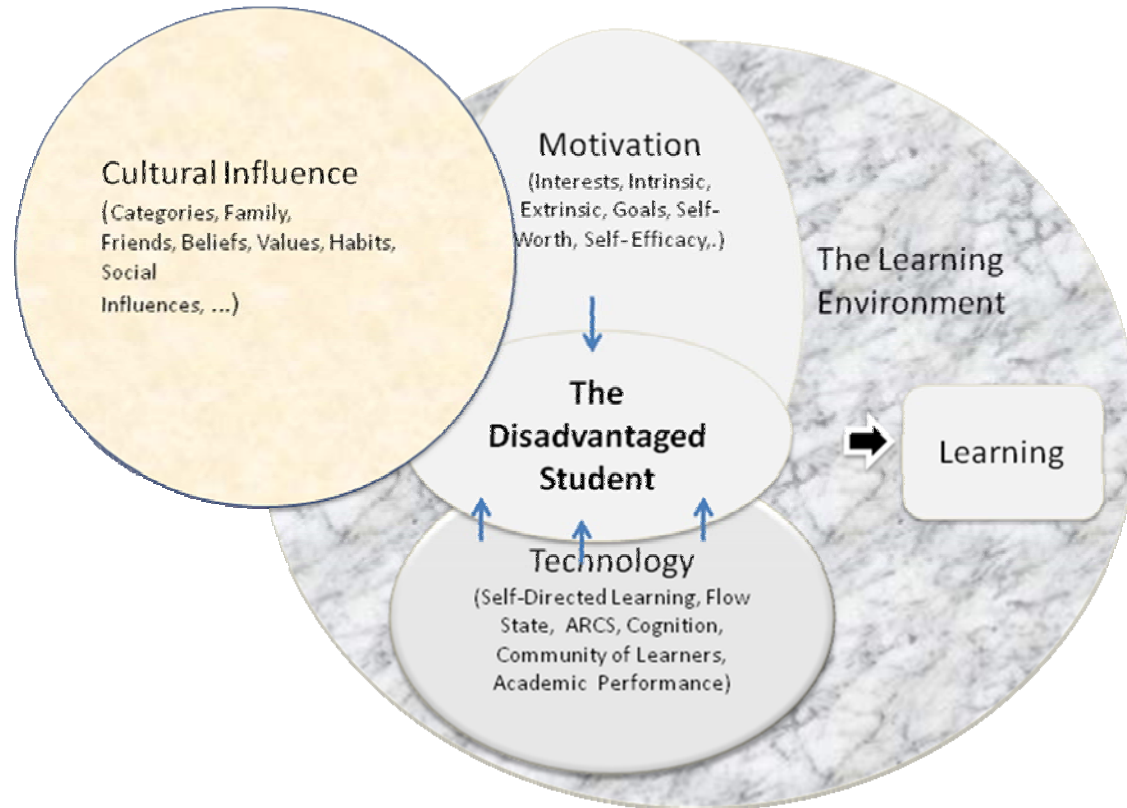 Cultural Influence
(Categories, Family,
Friends, Beliefs, Values, Habits,
Social
Influences, ...)
Motivation
(Interests, Intrinsic,
Extrinsic, Goals, Self-
Worth, Self-Efficacy,.)
The Learning
Environment
The
Disadvantaged
Student
Learning
Technology
(Self-Directed Learning, Flow
State, ARCS, Cognition,
Community of Learners,
Academic Performance)